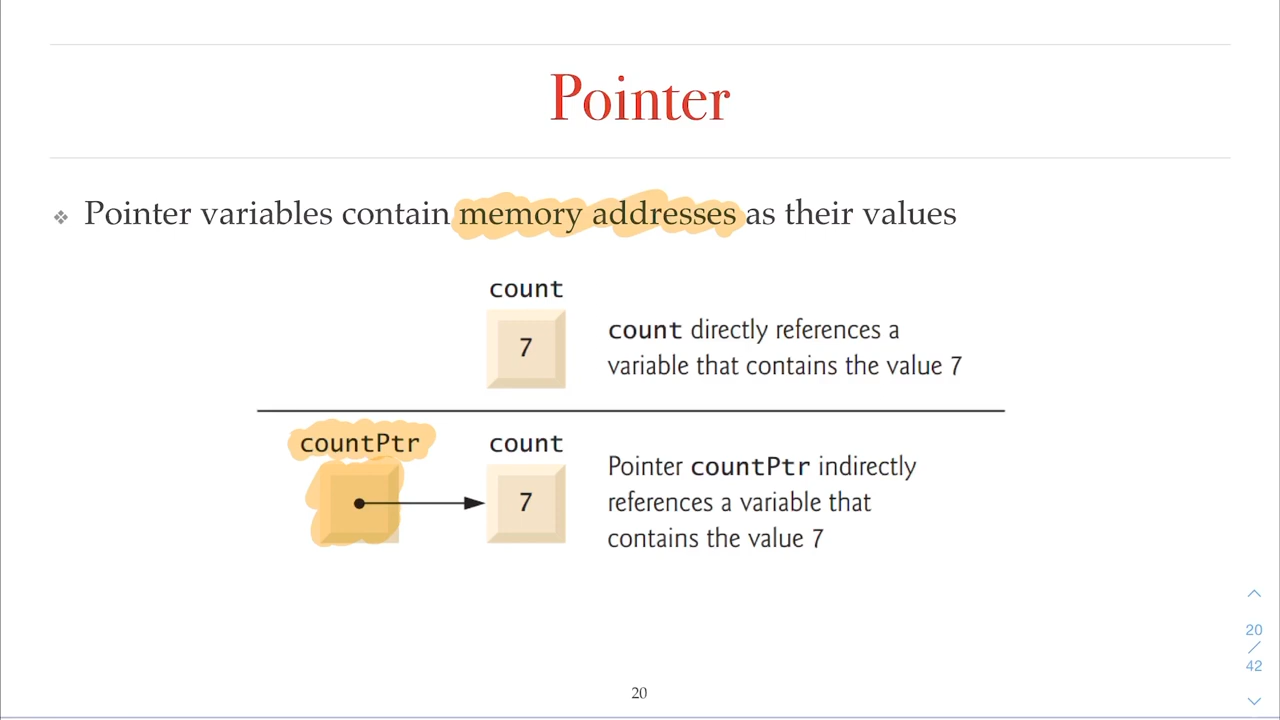 Pointer
❖ Pointer variables contain memory addresses as their values
count
7
count directly references a
variable that contains the value 7
countPtr
count
7
Pointer countPtr indirectly
references a variable that
contains the value 7
20
/
42
20